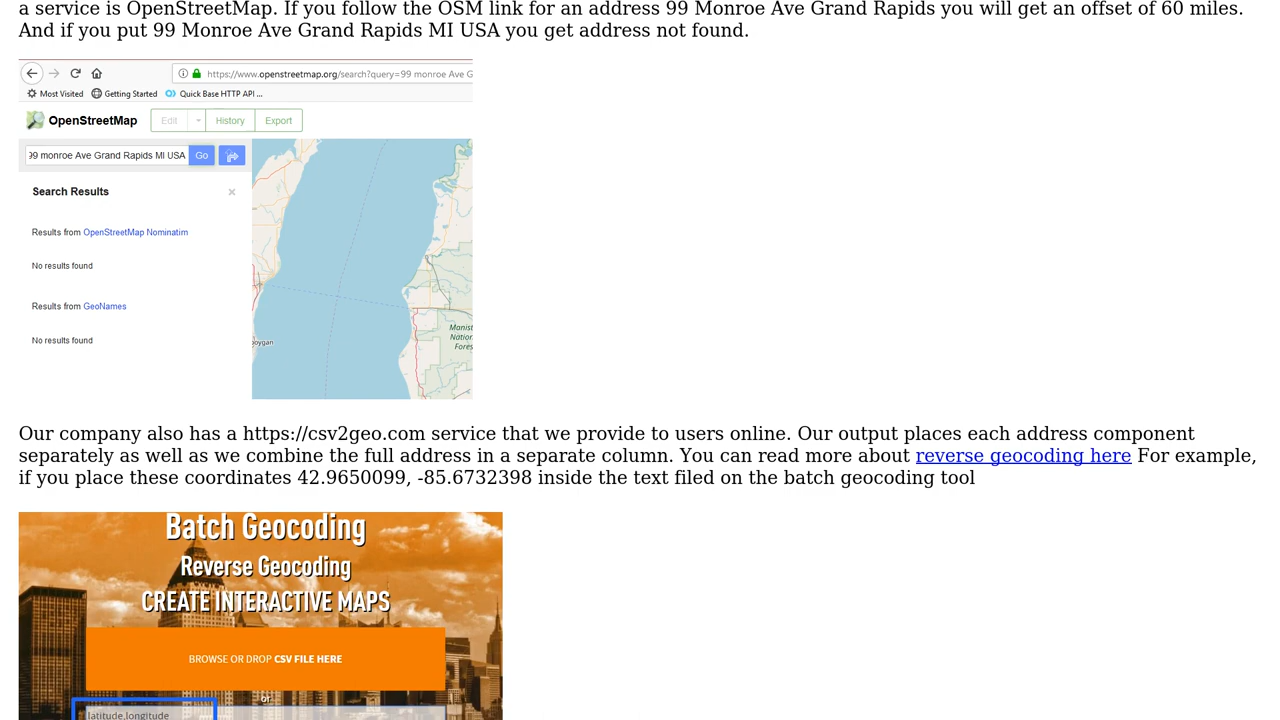 a service is OpenStreetMap. If you follow the OSM link for an address 99 Monroe Ave Grand Rapids you will get an offset of 60 miles.
And if you put 99 Monroe Ave Grand Rapids MI USA you get address not found.
https://www.openstreetmap.org/search?query=99 monroe Ave G
Most Visited Getting Started Quick Base HTTP API ...
OpenStreetMap Edit History Export
99 monroe Ave Grand Rapids MI USA Go
Search Results ×
Results from OpenStreetMap Nominatim
No results found
Results from GeoNames
Manist
Nation
Fores
No results found
boygan
Our company also has a https://csv2geo.com service that we provide to users online. Our output places each address component
separately as well as we combine the full address in a separate column. You can read more about reverse geocoding here For example,
if you place these coordinates 42.9650099, -85.6732398 inside the text filed on the batch geocoding tool
Batch Geocoding
Reverse Geocoding
CREATE INTERACTIVE MAPS
BROWSE OR DROP CSV FILE HERE
or
latitude,longitude